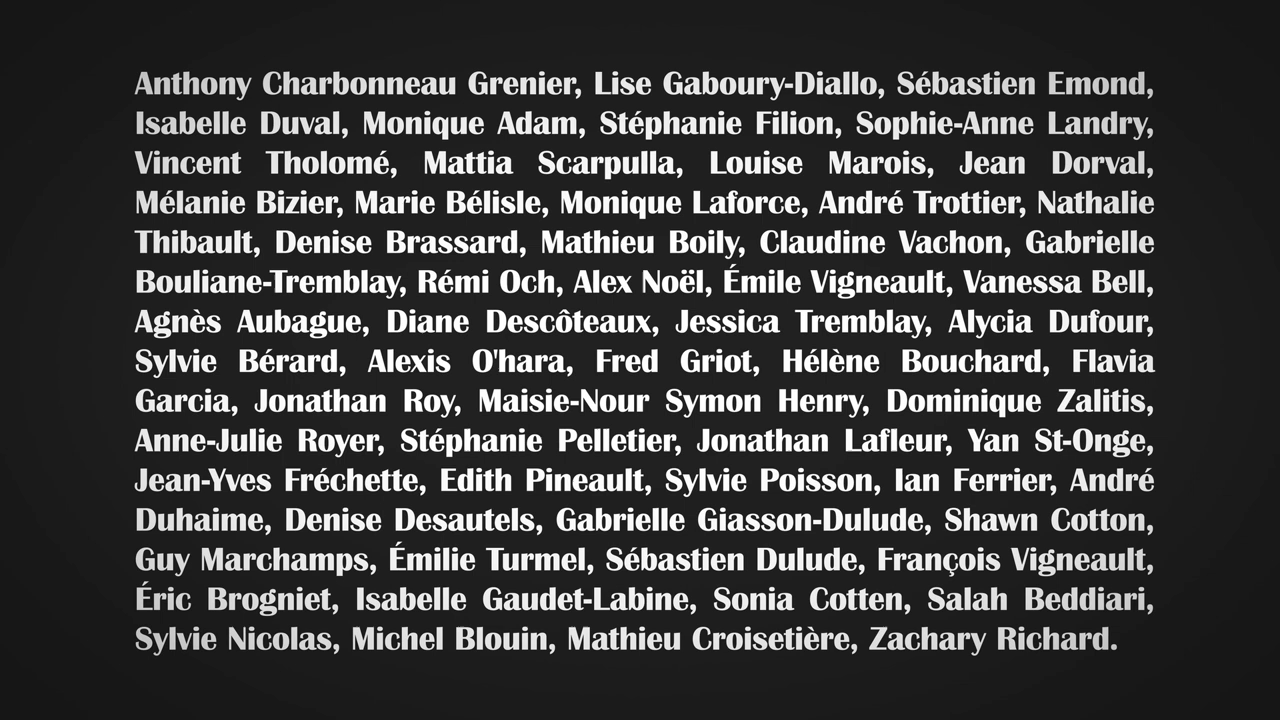 Anthony Charbonneau Grenier, Lise Gaboury-Diallo, Sébastien Emond,
Isabelle Duval, Monique Adam, Stéphanie Filion, Sophie-Anne Landry,
Vincent Tholomé, Mattia Scarpulla, Louise Marois, Jean Dorval,
Mélanie Bizier, Marie Bélisle, Monique Laforce, André Trottier, Nathalie
Thibault, Denise Brassard, Mathieu Boily, Claudine Vachon, Gabrielle
Bouliane-Tremblay, Rémi Och, Alex Noël, Émile Vigneault, Vanessa Bell,
Agnès Aubague, Diane Descôteaux, Jessica Tremblay, Alycia Dufour,
Sylvie Bérard, Alexis O'hara, Fred Griot, Hélène Bouchard, Flavia
Garcia, Jonathan Roy, Maisie-Nour Symon Henry, Dominique Zalitis,
Anne-Julie Royer, Stéphanie Pelletier, Jonathan Lafleur, Yan St-Onge,
Jean-Yves Fréchette, Edith Pineault, Sylvie Poisson, Ian Ferrier, André
Duhaime, Denise Desautels, Gabrielle Giasson-Dulude, Shawn Cotton,
Guy Marchamps, Émilie Turmel, Sébastien Dulude, François Vigneault,
Éric Brogniet, Isabelle Gaudet-Labine, Sonia Cotten, Salah Beddiari,
Sylvie Nicolas, Michel Blouin, Mathieu Croisetière, Zachary Richard.